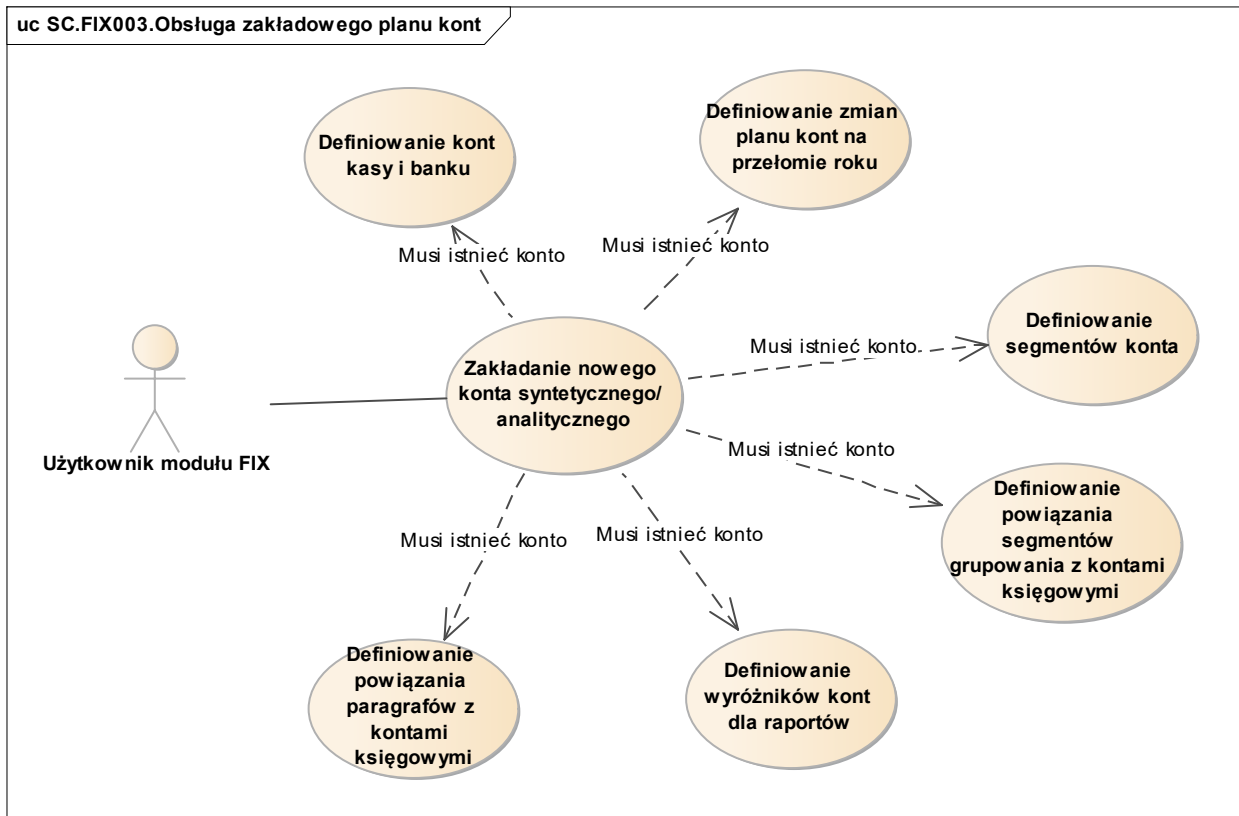 uc SC.FIX003.Obsługa zakładowego planu kont
Definiowanie kont
kasy i banku
Definiowanie zmian
planu kont na
przełomie roku
Musi istnieć konto
Musi istnieć konto
Definiowanie
segmentów konta
Musi istnieć konto
Zakładanie nowego
konta syntetycznego/
analitycznego
Użytkownik modułu FIX
Musi istnieć konto
Definiowanie
powiązania
segmentów
grupowania z kontami
księgowymi
Musi istnieć konto
Musi istnieć konto
Definiowanie
powiązania
paragrafów z
kontami
księgowymi
Definiowanie
wyróżników kont
dla raportów